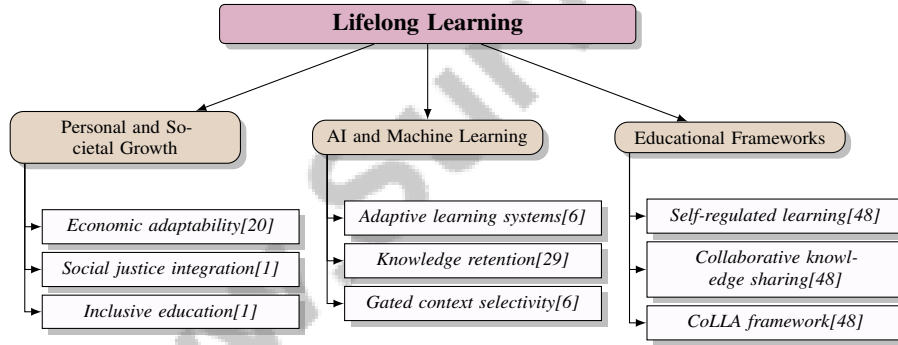 Lifelong Learning
Personal and So-
cietal Growth
Economic adaptability[20]
Social justice integration[1]
Inclusive education[1]
AI and Machine Learning
Adaptive learning systems[6]
Knowledge retention[29]
Gated context selectivity[6]
Educational Frameworks
Self-regulated learning[48]
Collaborative knowl-
edge sharing[48]
CoLLA framework[48]